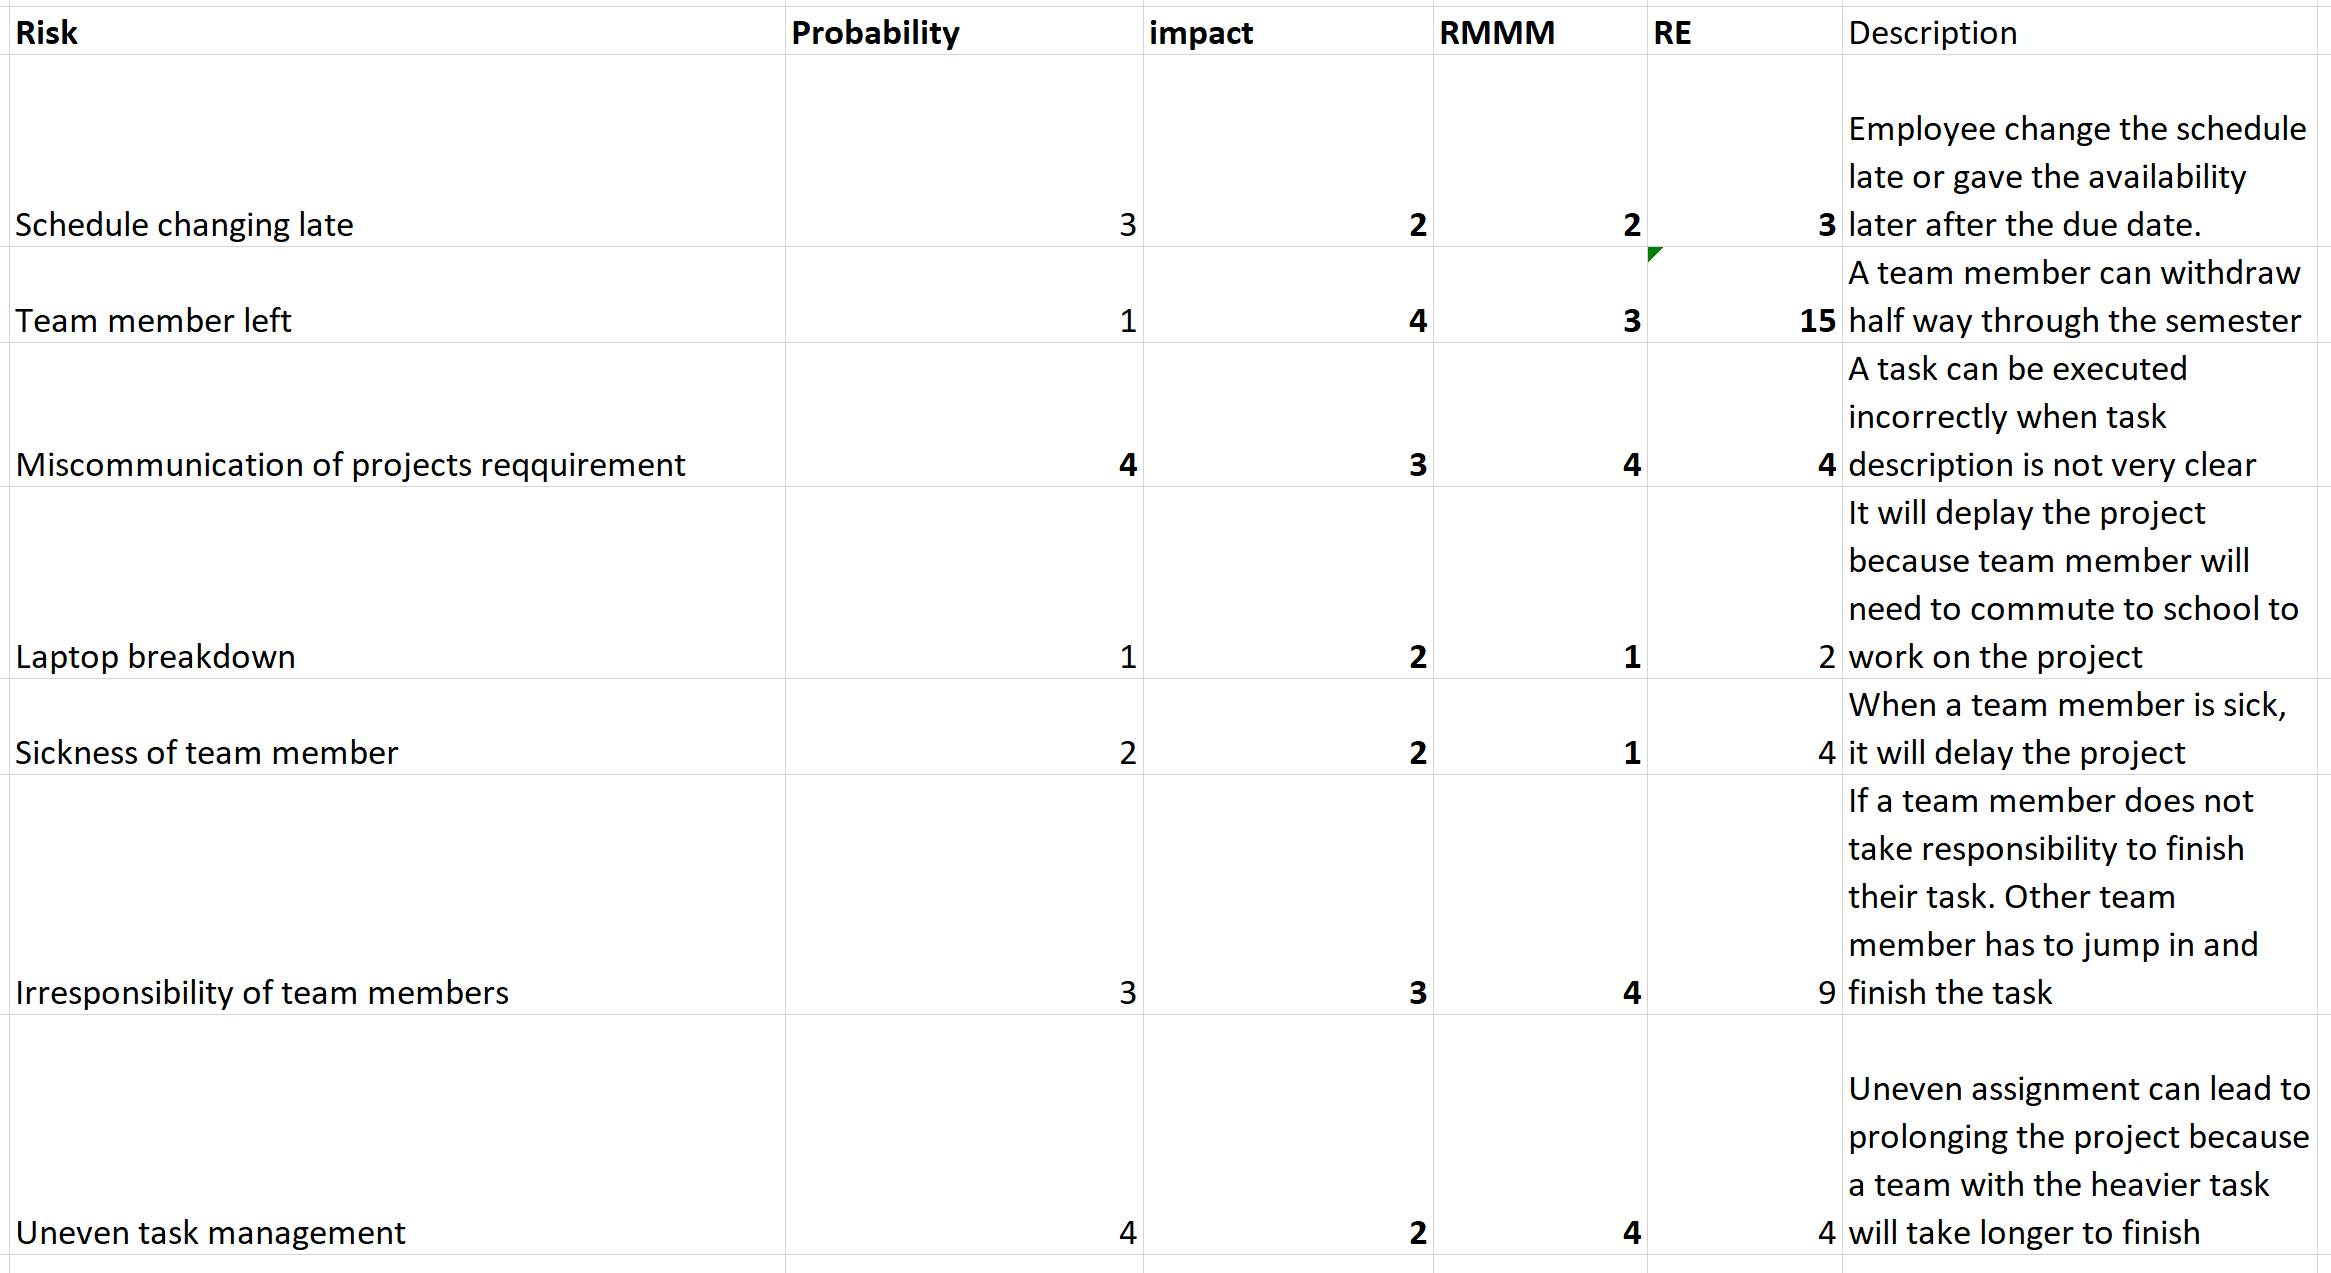 Risk Probability impact RMMM RE Description
Employee change the schedule
late or gave the availability
Schedule changing late 3 2 2 3 later after the due date.
A team member can withdraw
Team member left 1 4 3 15 half way through the semester
A task can be executed
incorrectly when task
Miscommunication of projects reqquirement 4 3 4 4 description is not very clear
It will deplay the project
because team member will
need to commute to school to
Laptop breakdown 1 2 1 2 work on the project
When a team member is sick,
Sickness of team member 2 2 1 4 it will delay the project
If a team member does not
take responsibility to finish
their task. Other team
member has to jump in and
Irresponsibility of team members 3 3 4 9 finish the task
Uneven assignment can lead to
prolonging the project because
a team with the heavier task
Uneven task management 4 2 4 4 will take longer to finish